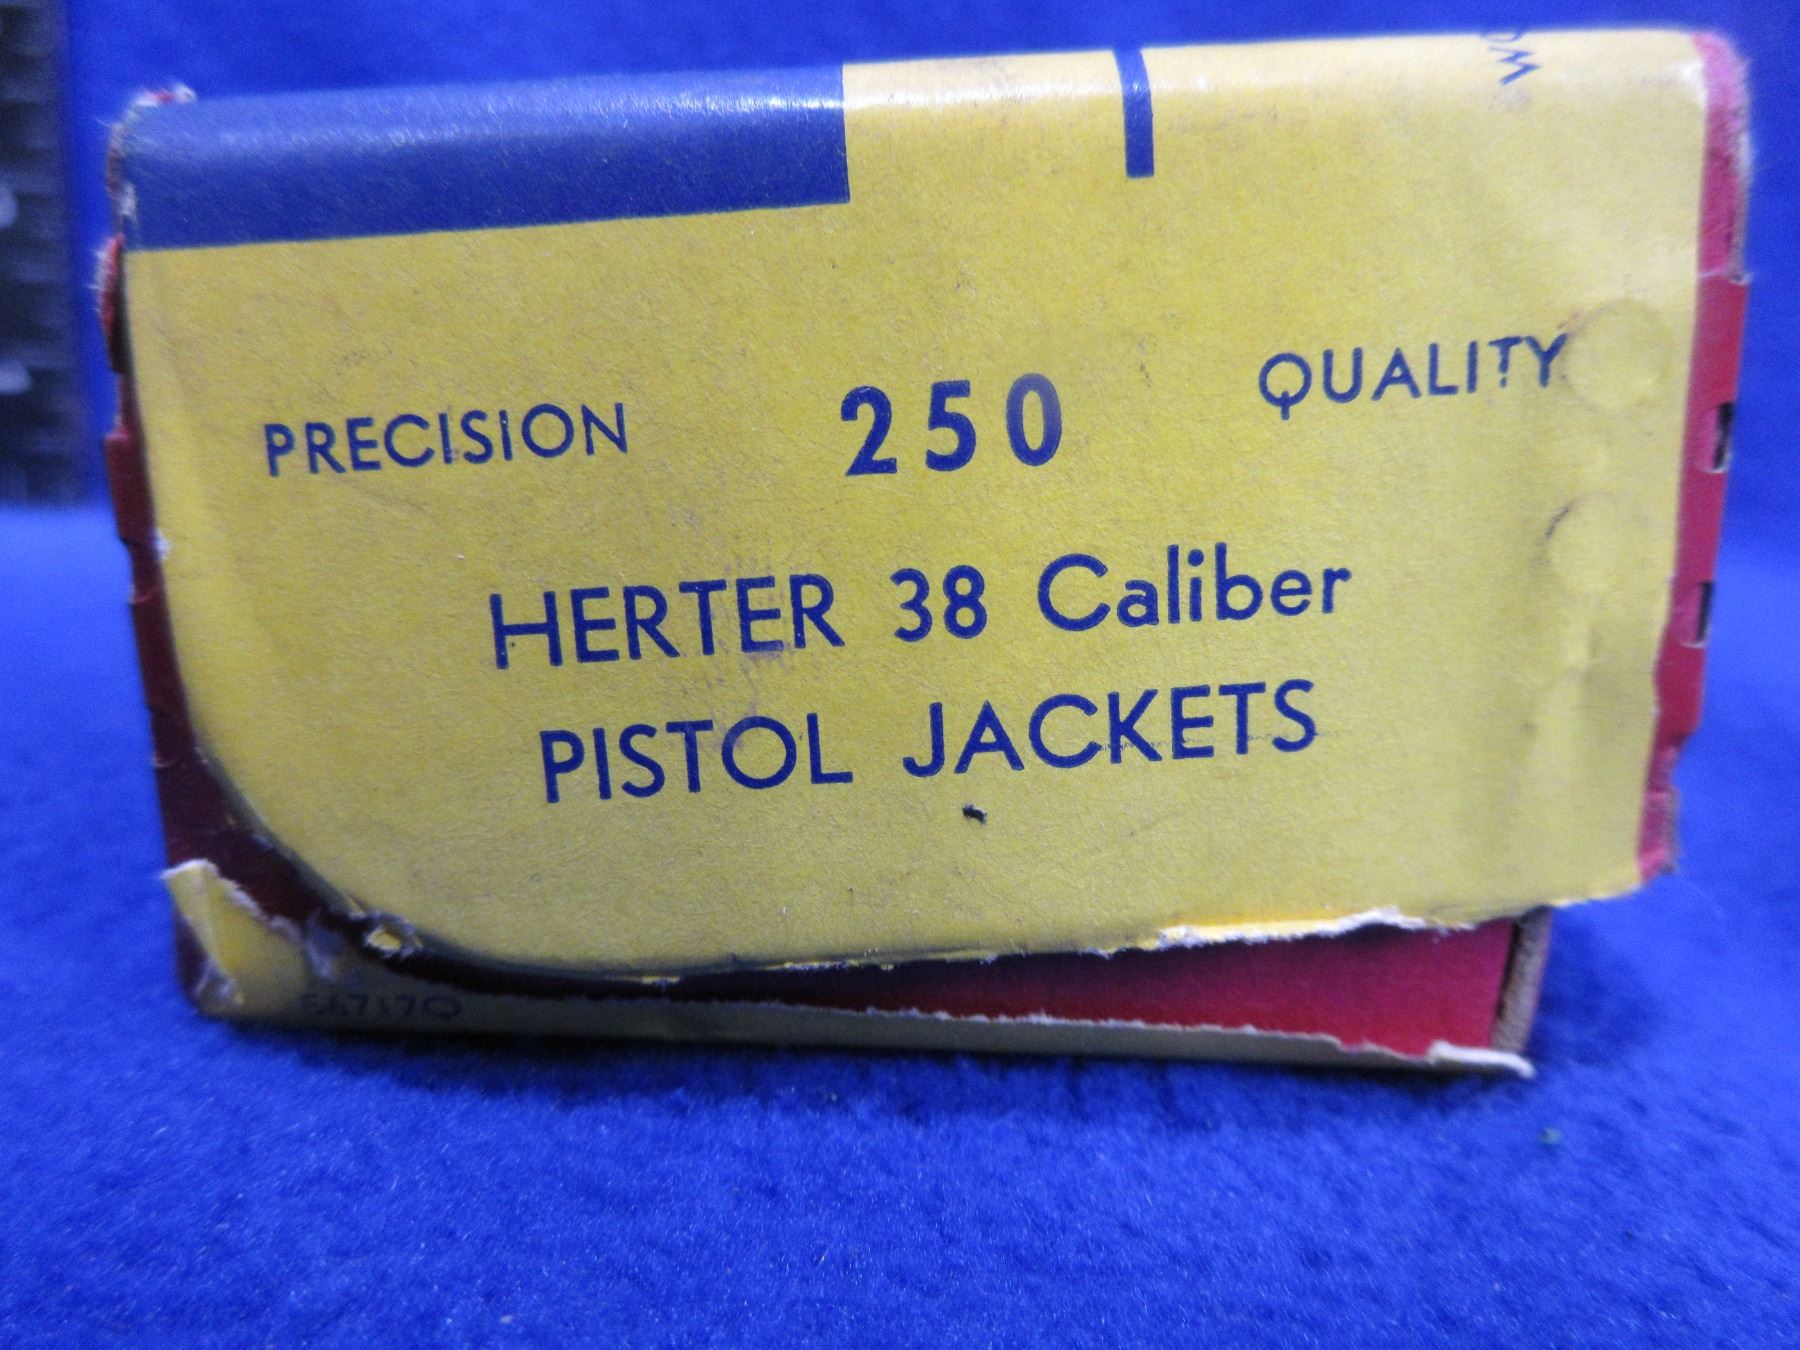 PRECISION 250 QUALITY
HERTER 38 Caliber
PISTOL JACKETS